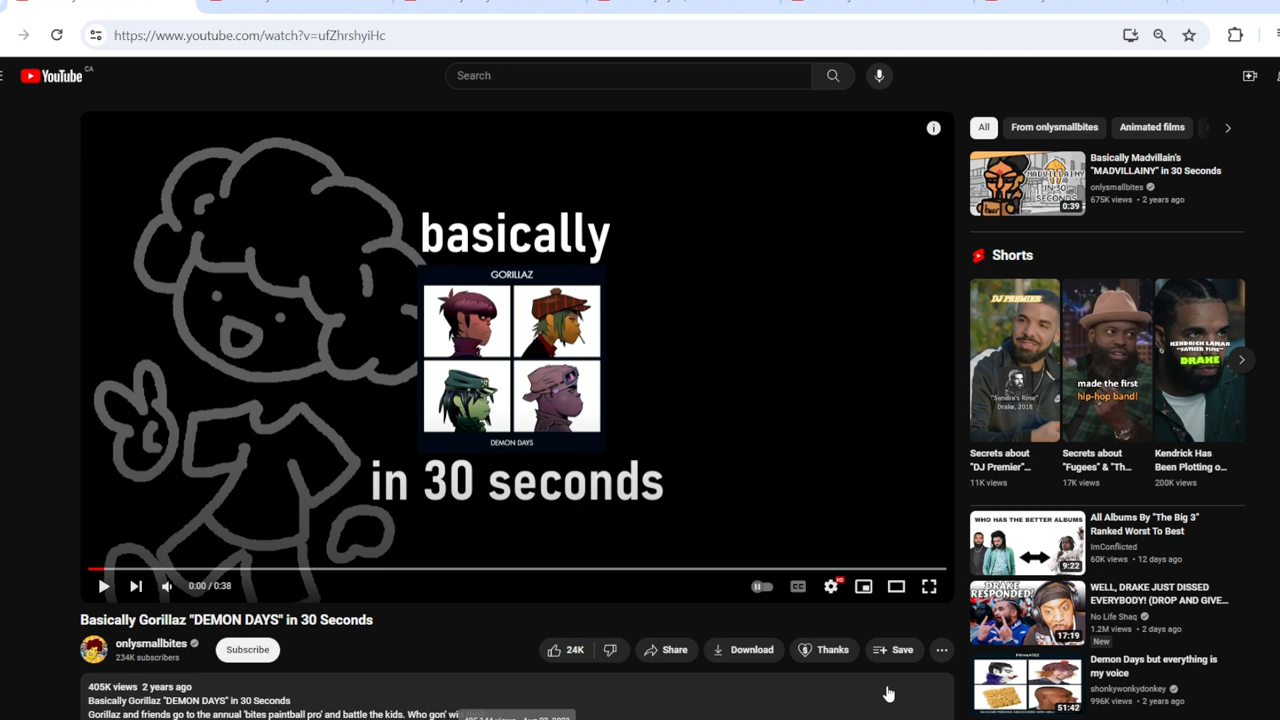 https://www.youtube.com/watch?v=ufZhrshyiHc
YouTube CA
Search
basically
GORILLAZ
DEMON DAYS
in 30 seconds
0:00 / 0:38
CC
HD
Basically Gorillaz "DEMON DAYS" in 30 Seconds
onlysmallbites
234K subscribers
Subscribe
24K
Share
Download
Thanks
Save
405K views 2 years ago
Basically Gorillaz "DEMON DAYS" in 30 Seconds
Gorillaz and friends go to the annual 'bites paintball pro' and battle the kids. Who gon'
All
From onlysmallbites
Animated films
MADVILLAINY
IN 30
SECONDS
0:39
Basically Madvillain's
"MADVILLAINY" in 30 Seconds
onlysmallbites
675K views • 2 years ago
Shorts
DJ PREMIER
"Sandra's Rose"
Drake, 2018
made the first
hip-hop band!
KENDRICK LAMAR
"FATHER TIME"
DRAKE
Secrets about
"DJ Premier"...
11K views
Secrets about
"Fugees" & "Th...
17K views
Kendrick Has
Been Plotting o...
200K views
WHO HAS THE BETTER ALBUMS
9:22
All Albums By "The Big 3"
Ranked Worst To Best
ImConflicted
60K views • 12 days ago
DRAKE
RESPONDED!
17:19
WELL, DRAKE JUST DISSED
EVERYBODY! (DROP AND GIVE...
No Life Shaq
1.2M views • 2 days ago
New
51:42
Demon Days but everything is
my voice
shonkywonkydonkey
996K views • 2 years ago